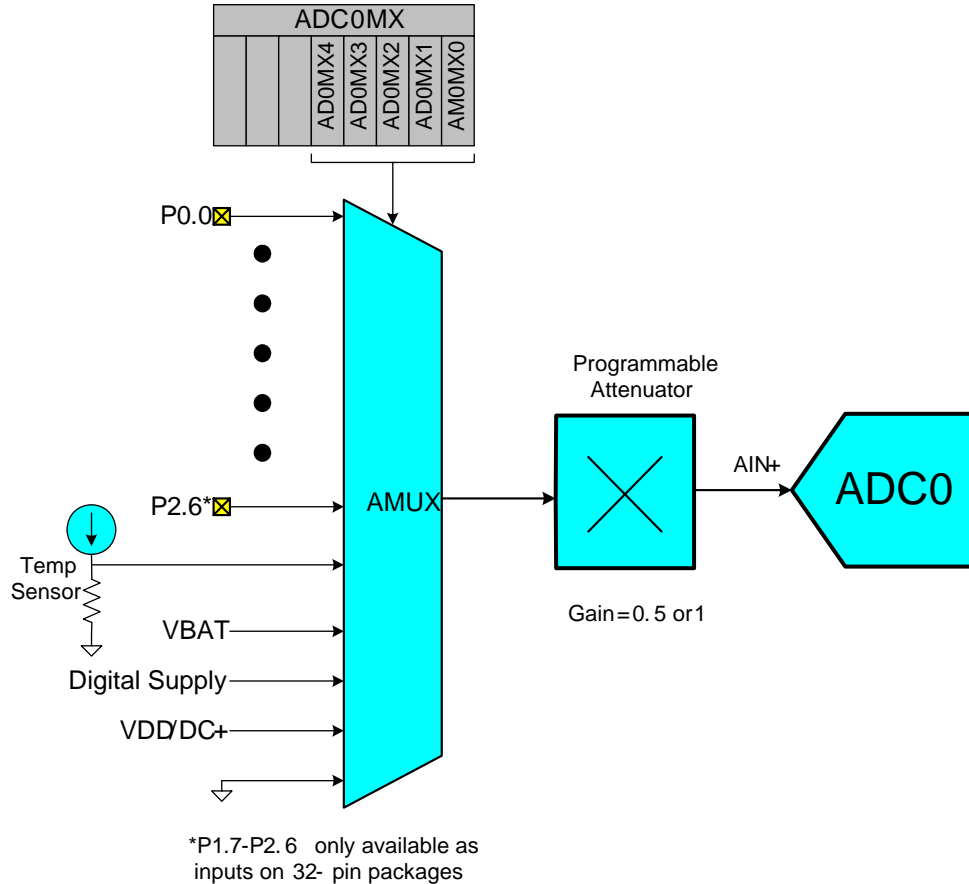 ADC0MX
AD0MX4
AD0MX3
AD0MX2
AD0MX1
AM0MX0
P0.0
Programmable
Attenuator
P2.6*
AMUX
AIN+
ADC0
Temp
Sensor
Gain=0.5 or1
VBAT
Digital Supply
VDD/DC+
*P1.7-P2.6 only available as
inputs on 32- pin packages